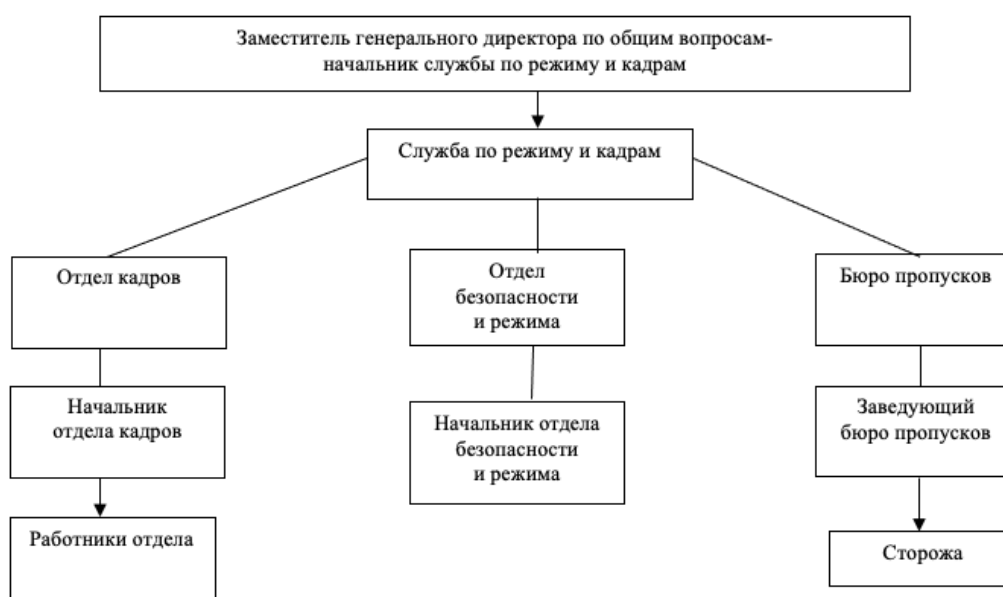 Заместитель генерального директора по общим вопросам-
начальник службы по режиму и кадрам
Служба по режиму и кадрам
Отдел кадров
Отдел
безопасности
и режима
Бюро пропусков
Начальник
отдела кадров
Начальник отдела
безопасности
и режима
Заведующий
бюро пропусков
Работники отдела
Сторожа